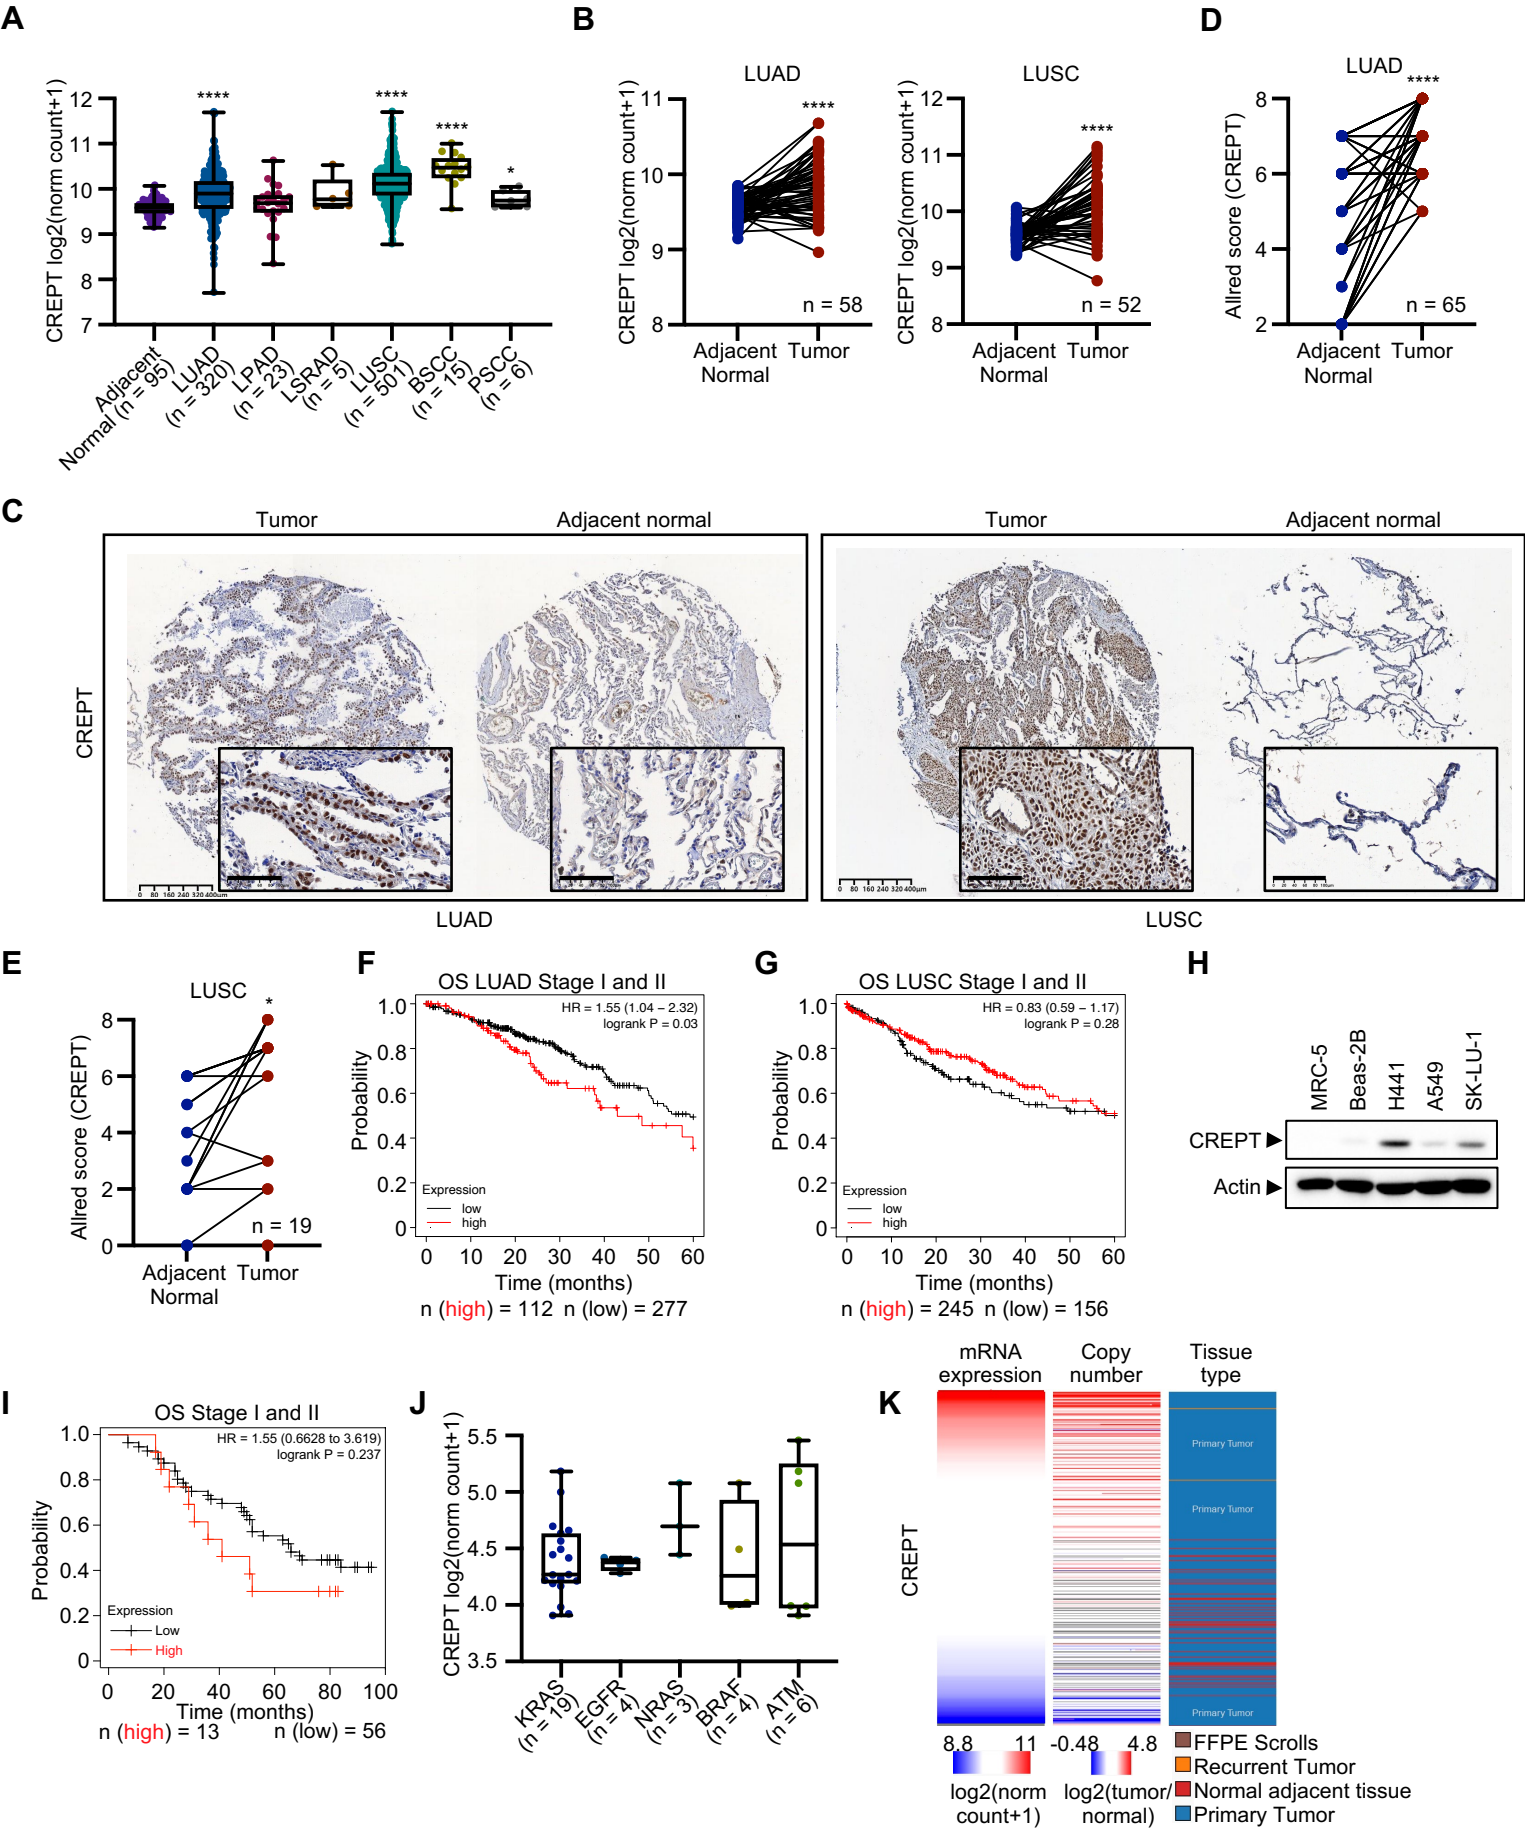 A
CREPT log2(norm count+1)
12
11
10
9
8
7
****
****
****
*
Adjacent
Normal (n = 95)
LUAD
(n = 320)
LPAD
(n = 23)
LSRAD
(n = 5)
LUSC
(n = 501)
BSCC
(n = 15)
PSCC
(n = 6)
B
LUAD
CREPT log2(norm count+1)
11
10
9
8
****
n = 58
Adjacent
Normal
Tumor
LUSC
CREPT log2(norm count+1)
12
11
10
9
8
****
n = 52
Adjacent
Normal
Tumor
D
LUAD
****
Allred score (CREPT)
8
6
4
2
n = 65
Adjacent
Normal
Tumor
C
Tumor
Adjacent normal
Tumor
Adjacent normal
CREPT
0 80 160 240 320 400μm
LUAD
LUSC
E
LUSC
*
Allred score (CREPT)
8
6
4
2
0
n = 19
Adjacent
Normal
Tumor
F
OS LUAD Stage I and II
HR = 1.55 (1.04 − 2.32)
logrank P = 0.03
Probability
1.0
0.8
0.6
0.4
0.2
0
Expression
low
high
0 10 20 30 40 50 60
Time (months)
n (high) = 112 n (low) = 277
G
OS LUSC Stage I and II
HR = 0.83 (0.59 − 1.17)
logrank P = 0.28
Probability
1.0
0.8
0.6
0.4
0.2
0
Expression
low
high
0 10 20 30 40 50 60
Time (months)
n (high) = 245 n (low) = 156
H
MRC-5
Beas-2B
H441
A549
SK-LU-1
CREPT
Actin
I
OS Stage I and II
HR = 1.55 (0.6628 to 3.619)
logrank P = 0.237
Probability
1.0
0.8
0.6
0.4
0.2
0
Expression
Low
High
0 20 40 60 80 100
Time (months)
n (high) = 13 n (low) = 56
J
CREPT log2(norm count+1)
5.5
5.0
4.5
4.0
3.5
KRAS
(n = 19)
EGFR
(n = 4)
NRAS
(n = 3)
BRAF
(n = 4)
ATM
(n = 6)
K
mRNA
expression
Copy
number
Tissue
type
CREPT
Primary Tumor
Primary Tumor
Primary Tumor
8.8 11
log2(norm
count+1)
-0.48 4.8
log2(tumor/
normal)
FFPE Scrolls
Recurrent Tumor
Normal adjacent tissue
Primary Tumor